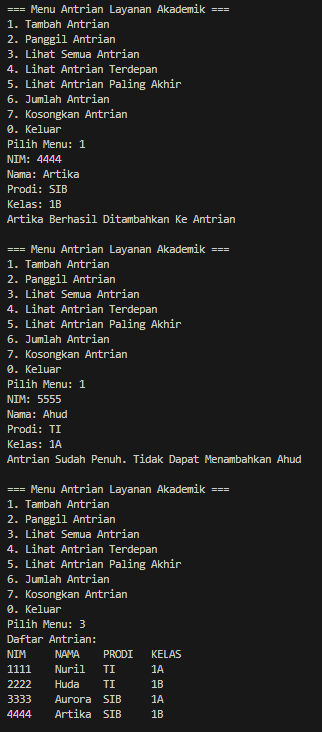 === Menu Antrian Layanan Akademik ===
1. Tambah Antrian
2. Panggil Antrian
3. Lihat Semua Antrian
4. Lihat Antrian Terdepan
5. Lihat Antrian Paling Akhir
6. Jumlah Antrian
7. Kosongkan Antrian
0. Keluar
Pilih Menu: 1
NIM: 4444
Nama: Artika
Prodi: SIB
Kelas: 1B
Artika Berhasil Ditambahkan Ke Antrian

=== Menu Antrian Layanan Akademik ===
1. Tambah Antrian
2. Panggil Antrian
3. Lihat Semua Antrian
4. Lihat Antrian Terdepan
5. Lihat Antrian Paling Akhir
6. Jumlah Antrian
7. Kosongkan Antrian
0. Keluar
Pilih Menu: 1
NIM: 5555
Nama: Ahud
Prodi: TI
Kelas: 1A
Antrian Sudah Penuh. Tidak Dapat Menambahkan Ahud

=== Menu Antrian Layanan Akademik ===
1. Tambah Antrian
2. Panggil Antrian
3. Lihat Semua Antrian
4. Lihat Antrian Terdepan
5. Lihat Antrian Paling Akhir
6. Jumlah Antrian
7. Kosongkan Antrian
0. Keluar
Pilih Menu: 3
Daftar Antrian:
NIM NAMA PRODI KELAS
1111 Nuril TI 1A
2222 Huda TI 1B
3333 Aurora SIB 1A
4444 Artika SIB 1B